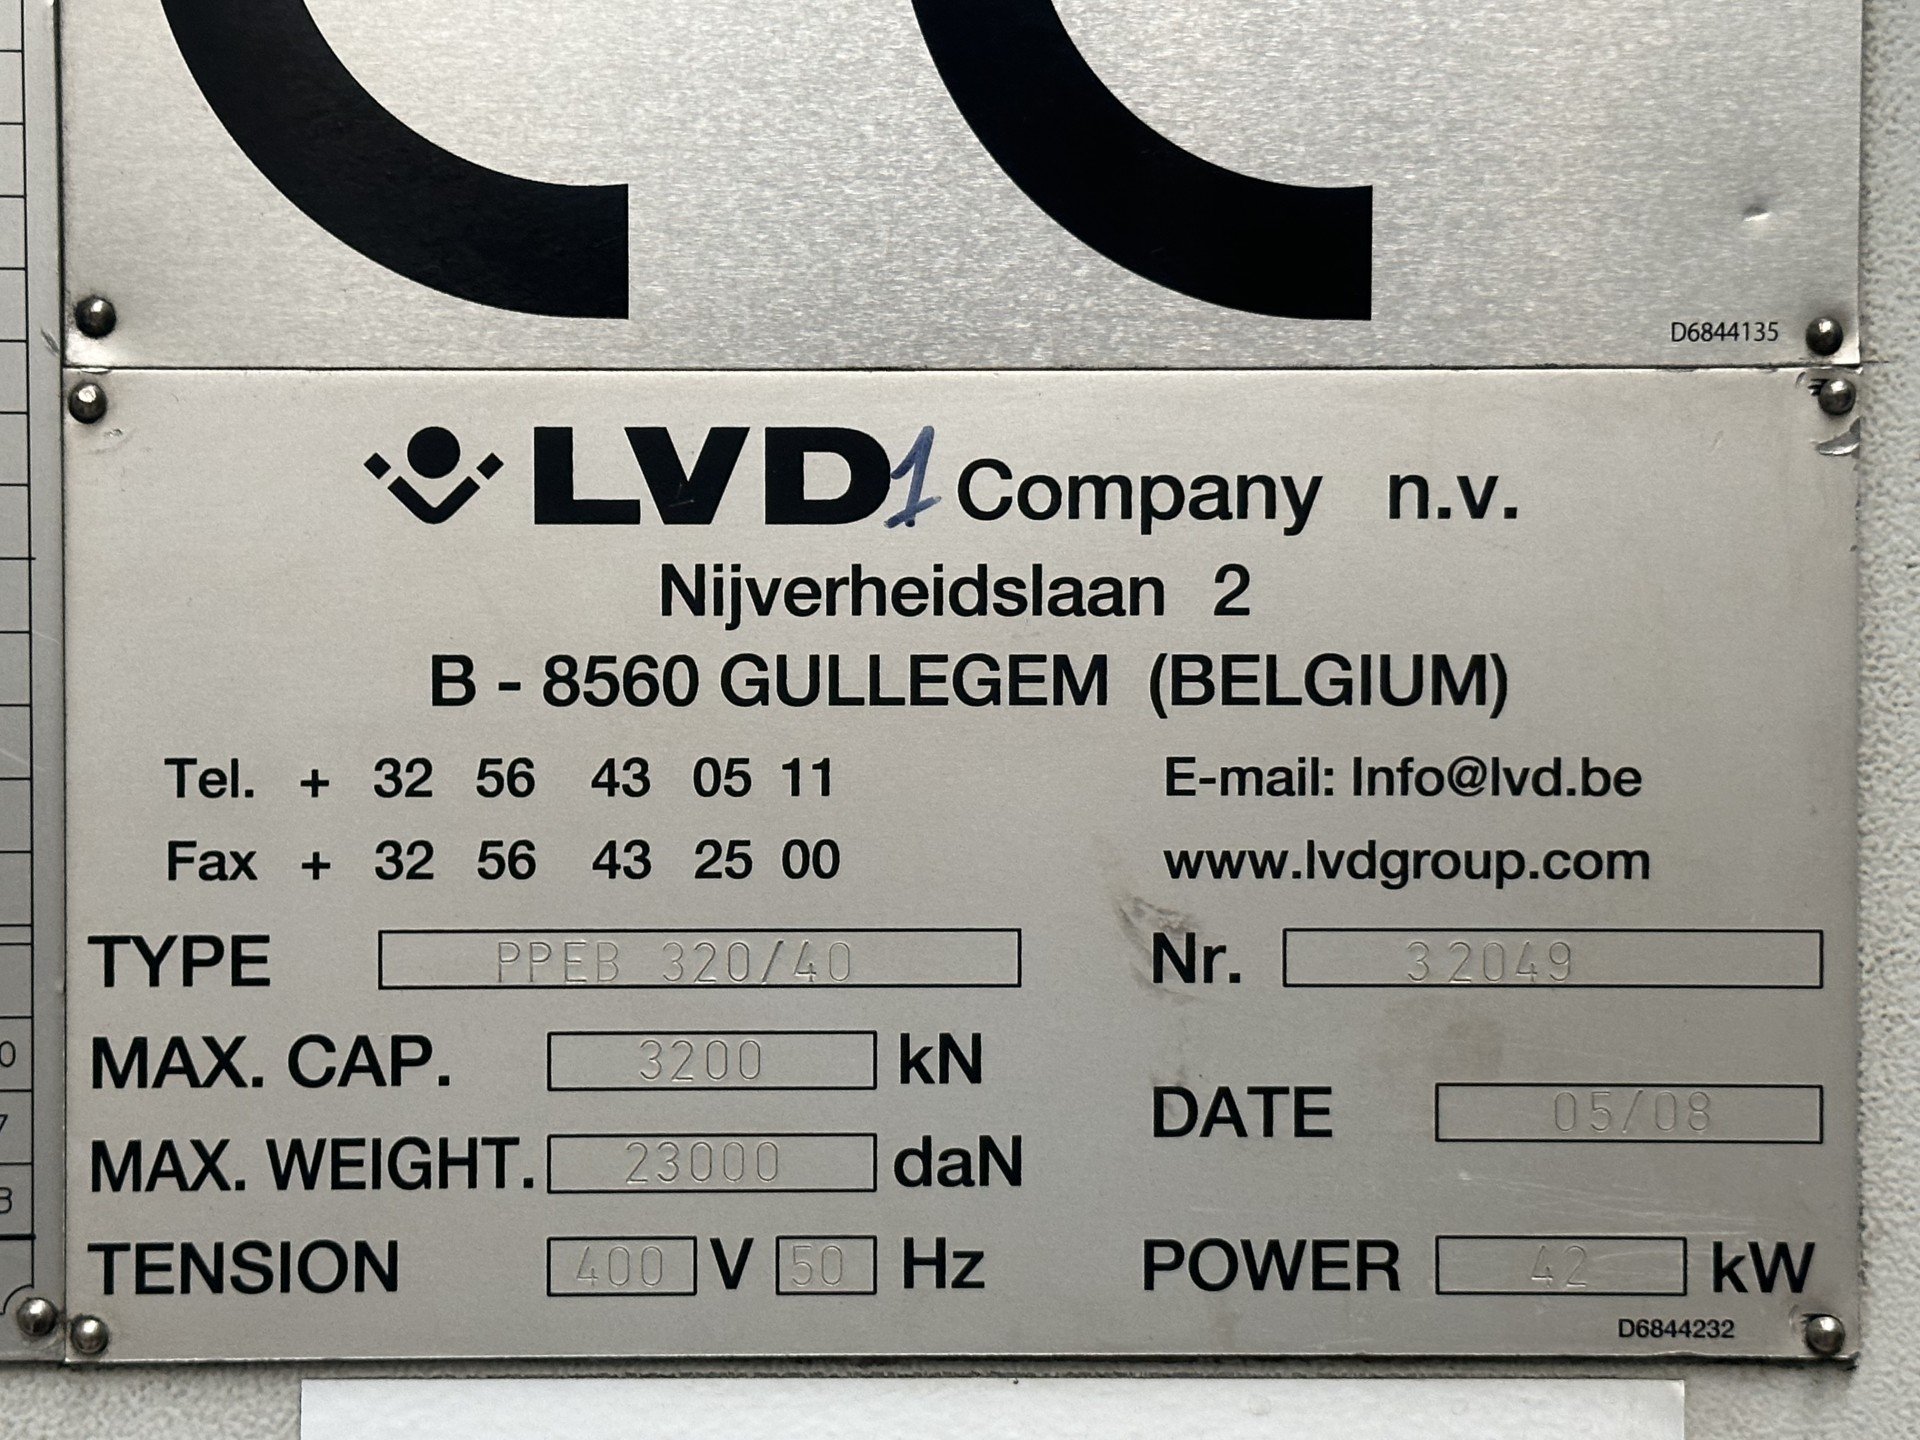 D6844135
LVD 1 Company n.v.
Nijverheidslaan 2
B - 8560 GULLEGEM (BELGIUM)
Tel. + 32 56 43 05 11 E-mail: Info@lvd.be
Fax + 32 56 43 25 00 www.lvdgroup.com
TYPE PPEB 320/40 Nr. 32049
MAX. CAP. 3200 kN
DATE 05/08
MAX. WEIGHT. 23000 daN
TENSION 400 V 50 Hz POWER 42 kW
D6844232